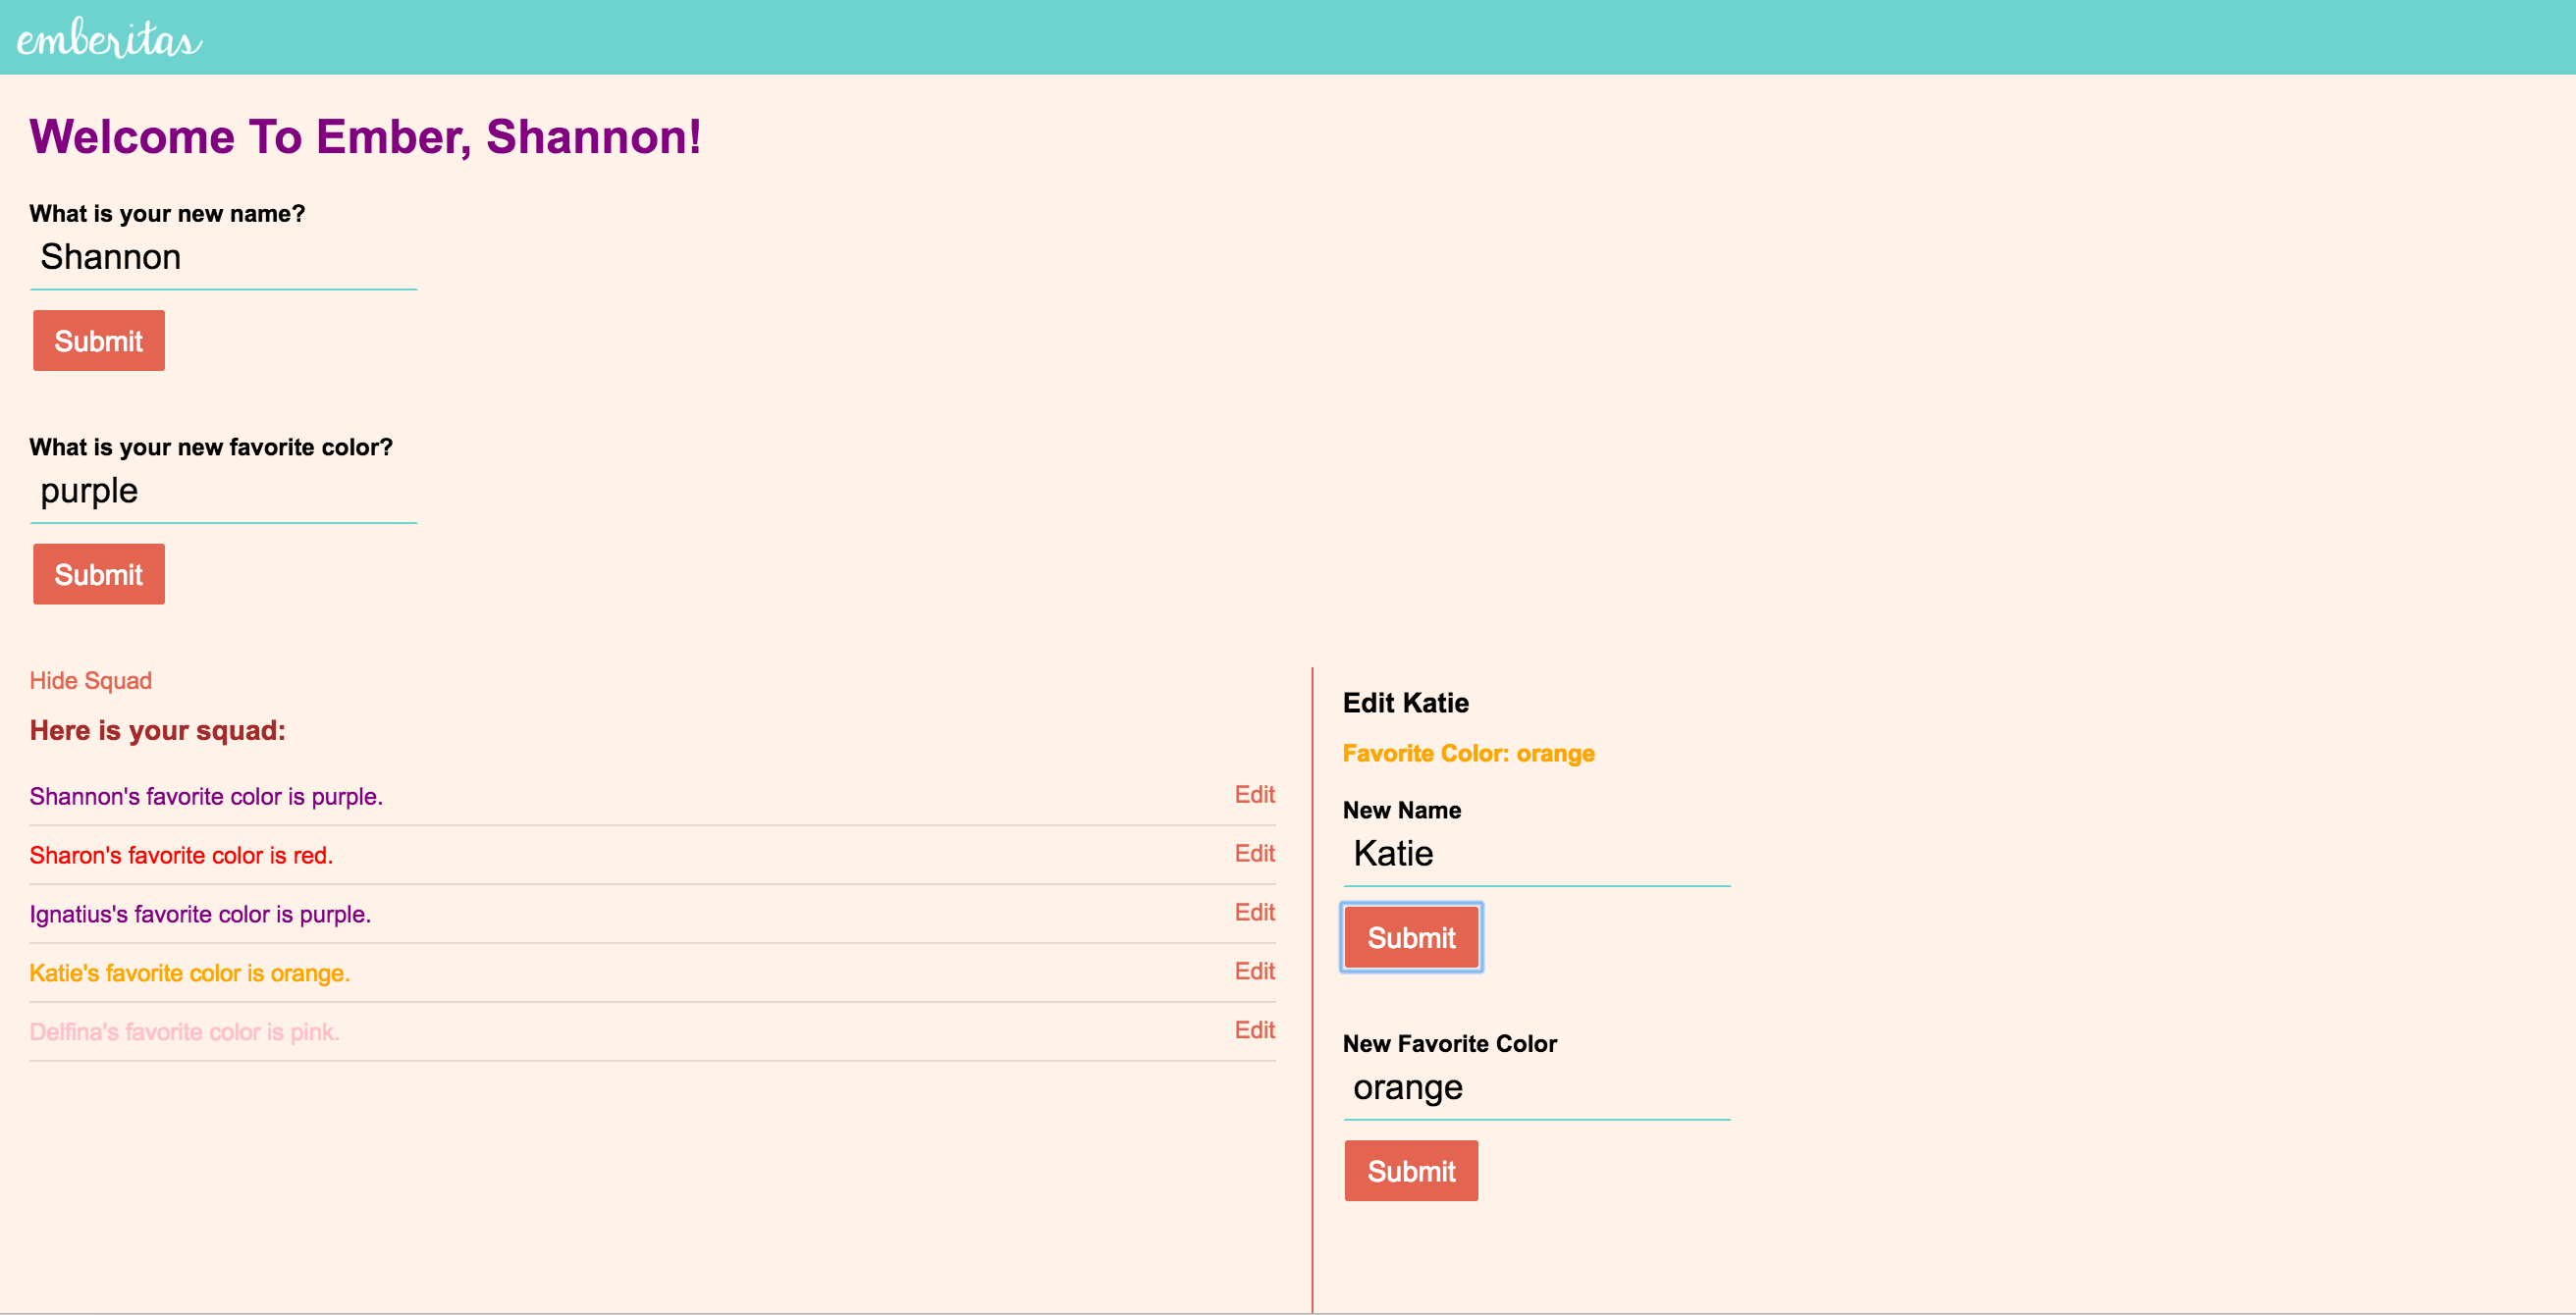 emberitas
Welcome To Ember, Shannon!
What is your new name?
Shannon
Submit
What is your new favorite color?
purple
Submit
Hide Squad
Here is your squad:
Shannon's favorite color is purple. Edit
Sharon's favorite color is red. Edit
Ignatius's favorite color is purple. Edit
Katie's favorite color is orange. Edit
Delfina's favorite color is pink. Edit
Edit Katie
Favorite Color: orange
New Name
Katie
Submit
New Favorite Color
orange
Submit